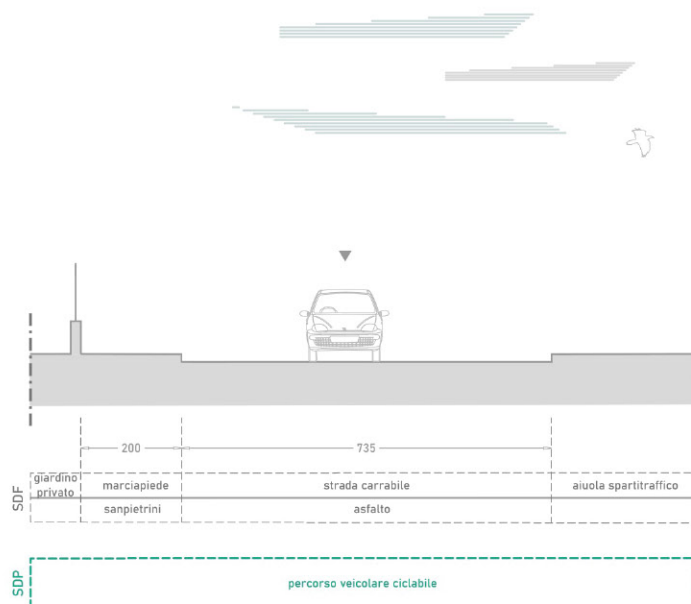 200
735
SDF
giardino
privato
marciapiede
strada carrabile
aiuola spartitraffico
sanpietrini
asfalto
SDP
percorso veicolare ciclabile